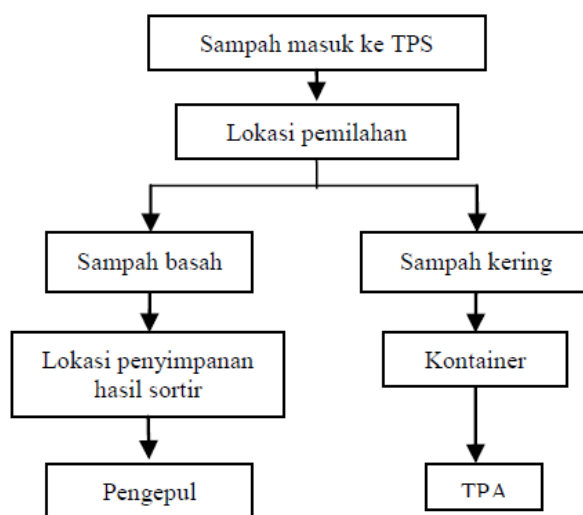 Sampah masuk ke TPS
Lokasi pemilahan
Sampah basah
Sampah kering
Lokasi penyimpanan
hasil sortir
Kontainer
Pengepul
TPA